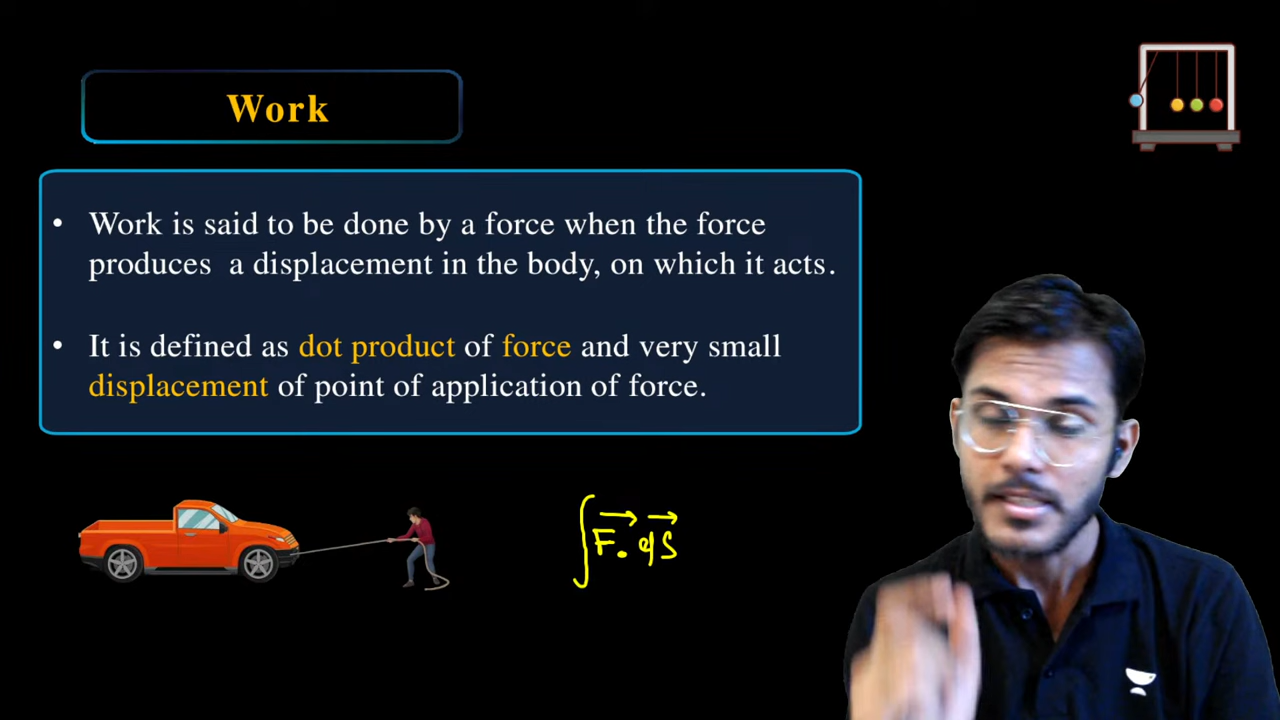 Work
• Work is said to be done by a force when the force
produces a displacement in the body, on which it acts.
• It is defined as dot product of force and very small
displacement of point of application of force.
∫F⃗.ds⃗